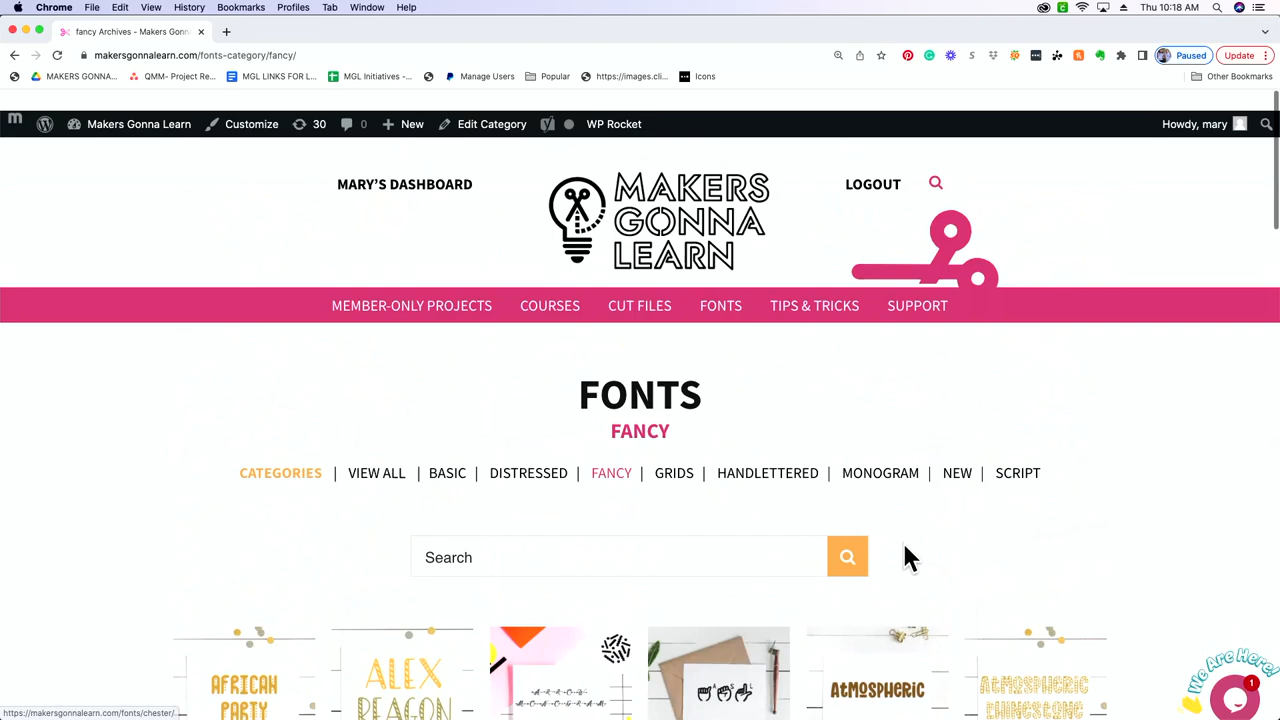 Chrome File Edit View History Bookmarks Profiles Tab Window Help Thu 10:18 AM
fancy Archives - Makers Gonna
makersgonnalearn.com/fonts-category/fancy/ Paused Update
MAKERS GONNA... QMM- Project Re... MGL LINKS FOR L... MGL Initiatives -... Manage Users Popular https://images.cli... Icons Other Bookmarks
Makers Gonna Learn Customize 30 0 New Edit Category WP Rocket Howdy, mary
MARY'S DASHBOARD
MAKERS
GONNA
LEARN
LOGOUT
MEMBER-ONLY PROJECTS COURSES CUT FILES FONTS TIPS & TRICKS SUPPORT
FONTS
FANCY
CATEGORIES | VIEW ALL | BASIC | DISTRESSED | FANCY | GRIDS | HANDLETTERED | MONOGRAM | NEW | SCRIPT
Search
AFRICAN
PARTY
ALEX
REAGON
ATMOSPHERIC
ATMOSPHERIC
We Are Here!
1
https://makersgonnalearn.com/fonts/chester/